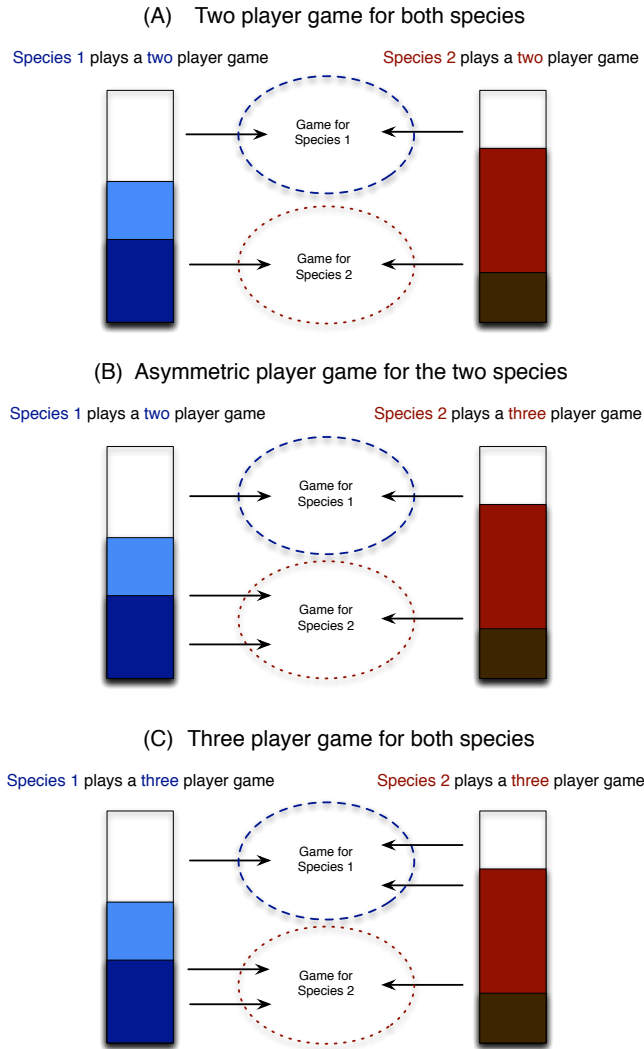 (A) Two player game for both species
Species 1 plays a two player game
Species 2 plays a two player game
Game for
Species 1
Game for
Species 2
(B) Asymmetric player game for the two species
Species 1 plays a two player game
Species 2 plays a three player game
Game for
Species 1
Game for
Species 2
(C) Three player game for both species
Species 1 plays a three player game
Species 2 plays a three player game
Game for
Species 1
Game for
Species 2